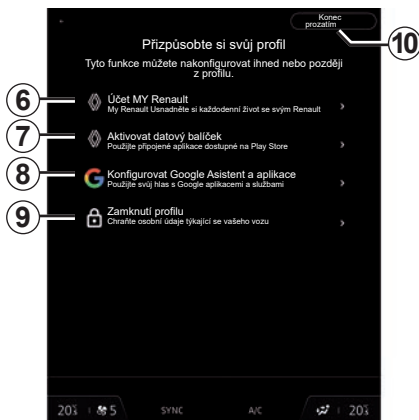 Konec
prozatím
10
Přizpůsobte si svůj profil
Tyto funkce můžete nakonfigurovat ihned nebo později
z profilu.
6
Účet MY Renault
My Renault Usnadněte si každodenní život se svým Renault
7
Aktivovat datový balíček
Použijte připojené aplikace dostupné na Play Store
8
Konfigurovat Google Asistent a aplikace
Použijte svůj hlas s Google aplikacemi a službami
9
Zamknutí profilu
Chraňte osobní údaje týkající se vašeho vozu
20 5 SYNC A/C 20